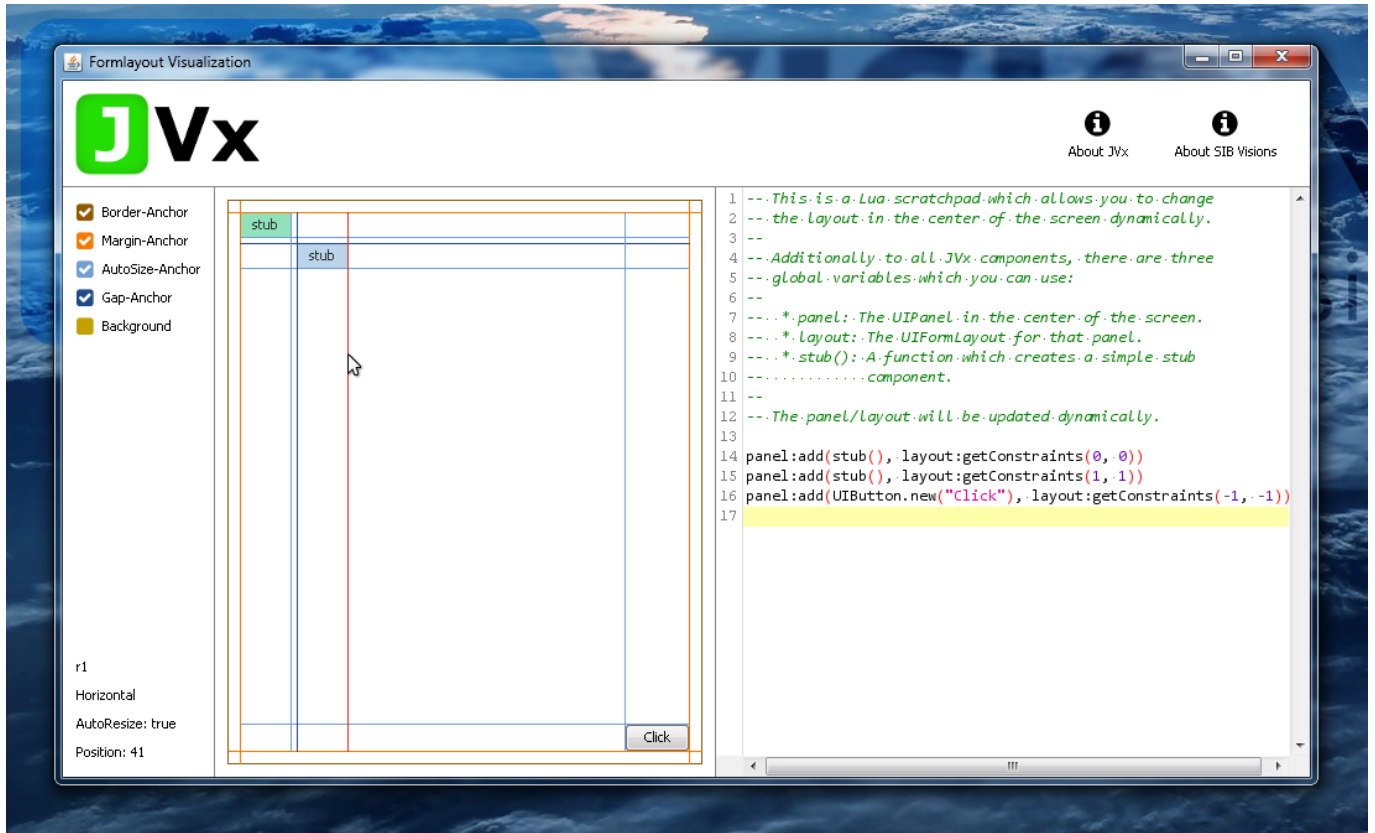 Formlayout Visualization
JVx
About JVx
About SIB Visions
Border-Anchor
Margin-Anchor
AutoSize-Anchor
Gap-Anchor
Background
r1
Horizontal
AutoResize: true
Position: 41
stub
stub
Click
1 -- This is a Lua scratchpad which allows you to change
2 -- the layout in the center of the screen dynamically.
3 --
4 -- Additionally to all JVx components, there are three
5 -- global variables which you can use:
6 --
7 -- * panel: The UIPanel in the center of the screen.
8 -- * layout: The UIFormLayout for that panel.
9 -- * stub(): A function which creates a simple stub
10 -- component.
11 --
12 -- The panel/layout will be updated dynamically.
13
14 panel:add(stub(), layout:getConstraints(0, 0))
15 panel:add(stub(), layout:getConstraints(1, 1))
16 panel:add(UIButton.new("Click"), layout:getConstraints(-1, -1))
17